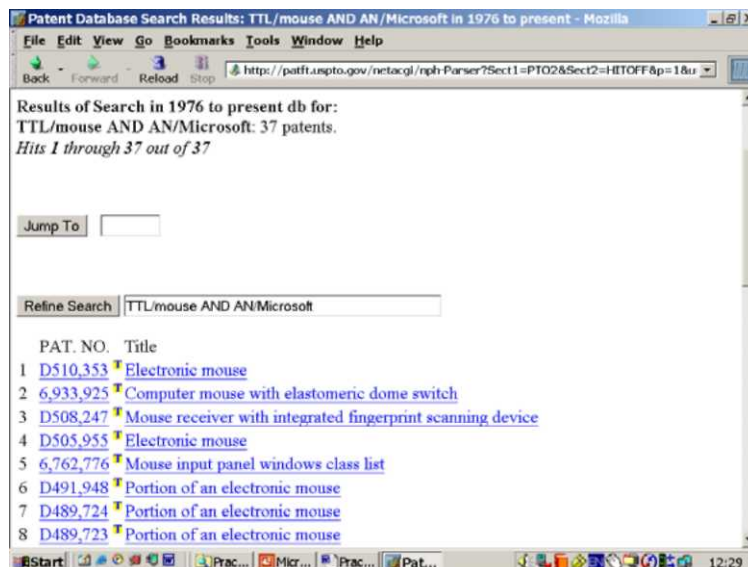 Patent Database Search Results: TTL/mouse AND AN/Microsoft in 1976 to present - Mozilla
File Edit View Go Bookmarks Tools Window Help
Back Forward Reload Stop http://patft.uspto.gov/netacgi/nph-Parser?Sect1=PTO2&Sect2=HITOFF&p=1&u
Results of Search in 1976 to present db for:
TTL/mouse AND AN/Microsoft: 37 patents.
Hits 1 through 37 out of 37
Jump To
Refine Search TTL/mouse AND AN/Microsoft
PAT. NO. Title
1 D510,353 T Electronic mouse
2 6,933,925 T Computer mouse with elastomeric dome switch
3 D508,247 T Mouse receiver with integrated fingerprint scanning device
4 D505,955 T Electronic mouse
5 6,762,776 T Mouse input panel windows class list
6 D491,948 T Portion of an electronic mouse
7 D489,724 T Portion of an electronic mouse
8 D489,723 T Portion of an electronic mouse
Start Prac... Micr... Prac... Pat... 12:29